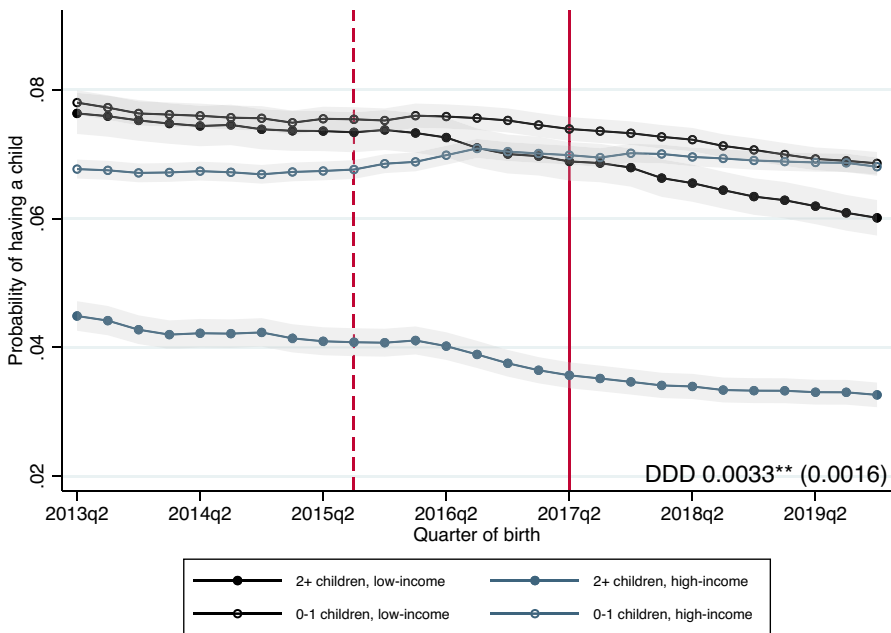 Probability of having a child
.08
.06
.04
.02
DDD 0.0033** (0.0016)
2013q2 2014q2 2015q2 2016q2 2017q2 2018q2 2019q2
Quarter of birth
2+ children, low-income 2+ children, high-income
0-1 children, low-income 0-1 children, high-income